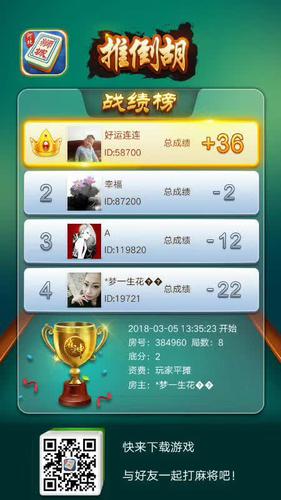 推倒胡
战绩榜
好运连连
ID:58700
总成绩
+36
2
幸福
ID:87200
总成绩
-2
3
A
ID:119820
总成绩
-12
4
*梦一生花��
ID:19721
总成绩
-22
2018-03-05 13:35:23 开始
房号：384960 局数：8
底分：2
资费：玩家平摊
房主：*梦一生花��
快来下载游戏
与好友一起打麻将吧！